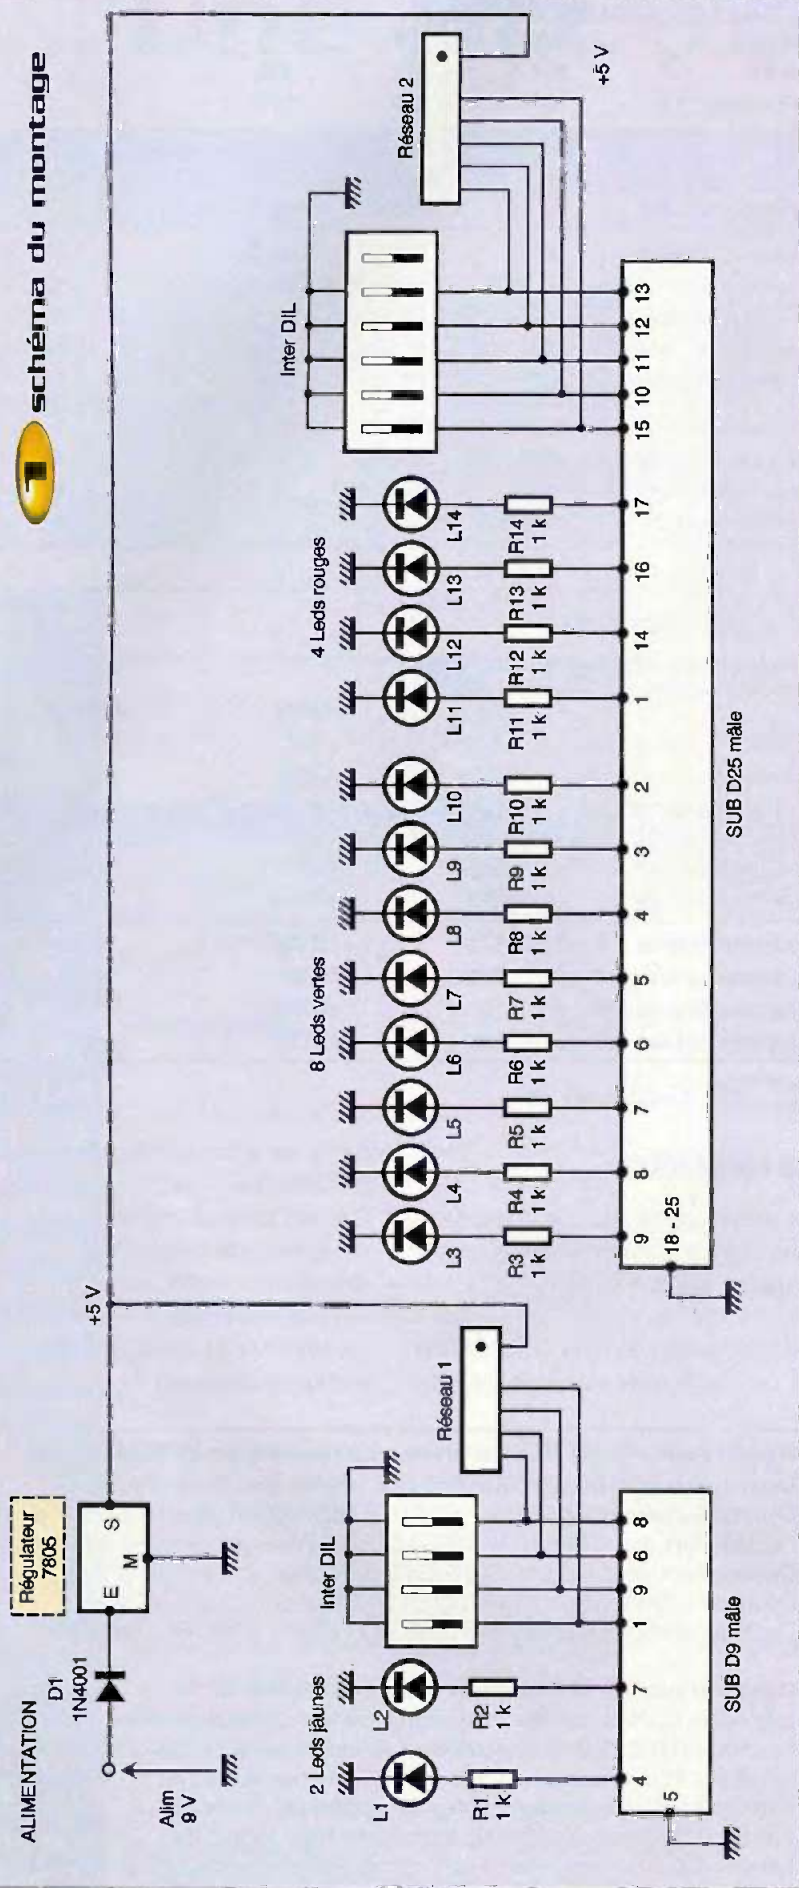 1 schéma du montage
ALIMENTATION
D1
1N4001
Régulateur
7805
E
S
M
Alim
9 V
+5 V
2 Leds jaunes
L1
L2
R1
1 k
R2
1 k
Inter DIL
Réseau 1
4
7
1
9
6
8
5
SUB D9 mâle
8 Leds vertes
L3
L4
L5
L6
L7
L8
L9
L10
4 Leds rouges
L11
L12
L13
L14
R3
1 k
R4
1 k
R5
1 k
R6
1 k
R7
1 k
R8
1 k
R9
1 k
R10
1 k
R11
1 k
R12
1 k
R13
1 k
R14
1 k
Inter DIL
Réseau 2
+5 V
9
8
7
6
5
4
3
2
1
14
16
17
15
10
11
12
13
18 - 25
SUB D25 mâle